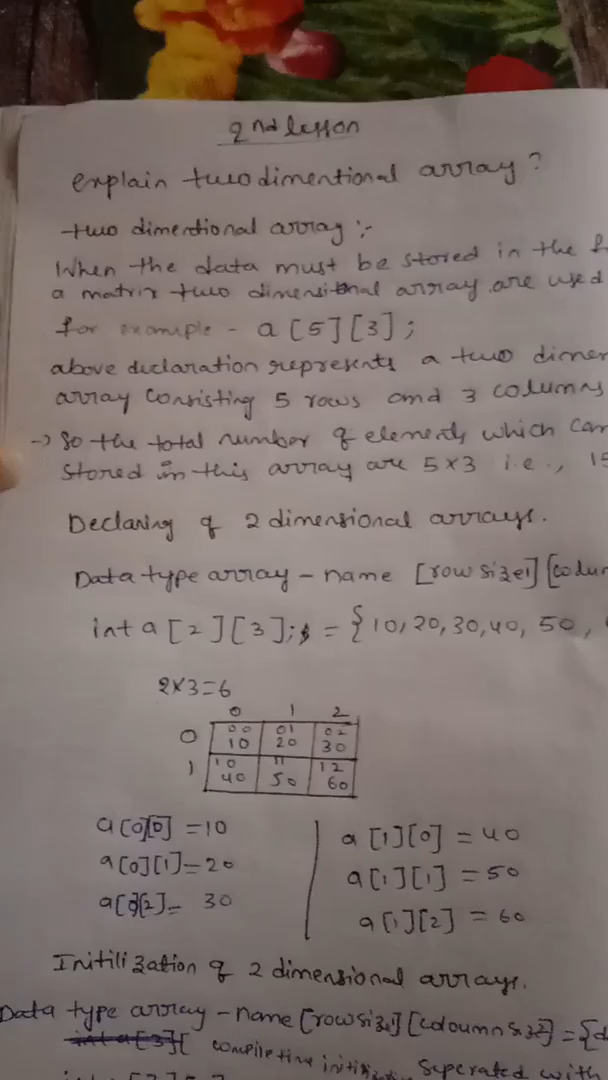 2nd lesson
explain two dimentional array?
two dimentional array :-
When the data must be stored in the
a matrix two dimensional array are used
for example - a [5][3];
above declaration represents a two
array consisting 5 rows and 3 columns
→ So the total number of elements which can
stored in this array are 5×3 i.e., 15
Declaring of 2 dimensional arrays.
Data type array - name [row size1]
int a [2][3]; = {10, 20, 30, 40, 50,
2×3=6
0 1 2
0 00 01 02
10 20 30
1 10 11 12
40 50 60
a[0][0] = 10
a[0][1] = 20
a[0][2] = 30
a [1][0] = 40
a[1][1] = 50
a[1][2] = 60
Initilization of 2 dimensional arrays.
Data type array - name [row size1] [coloumn size2] = {
compile time seperated with